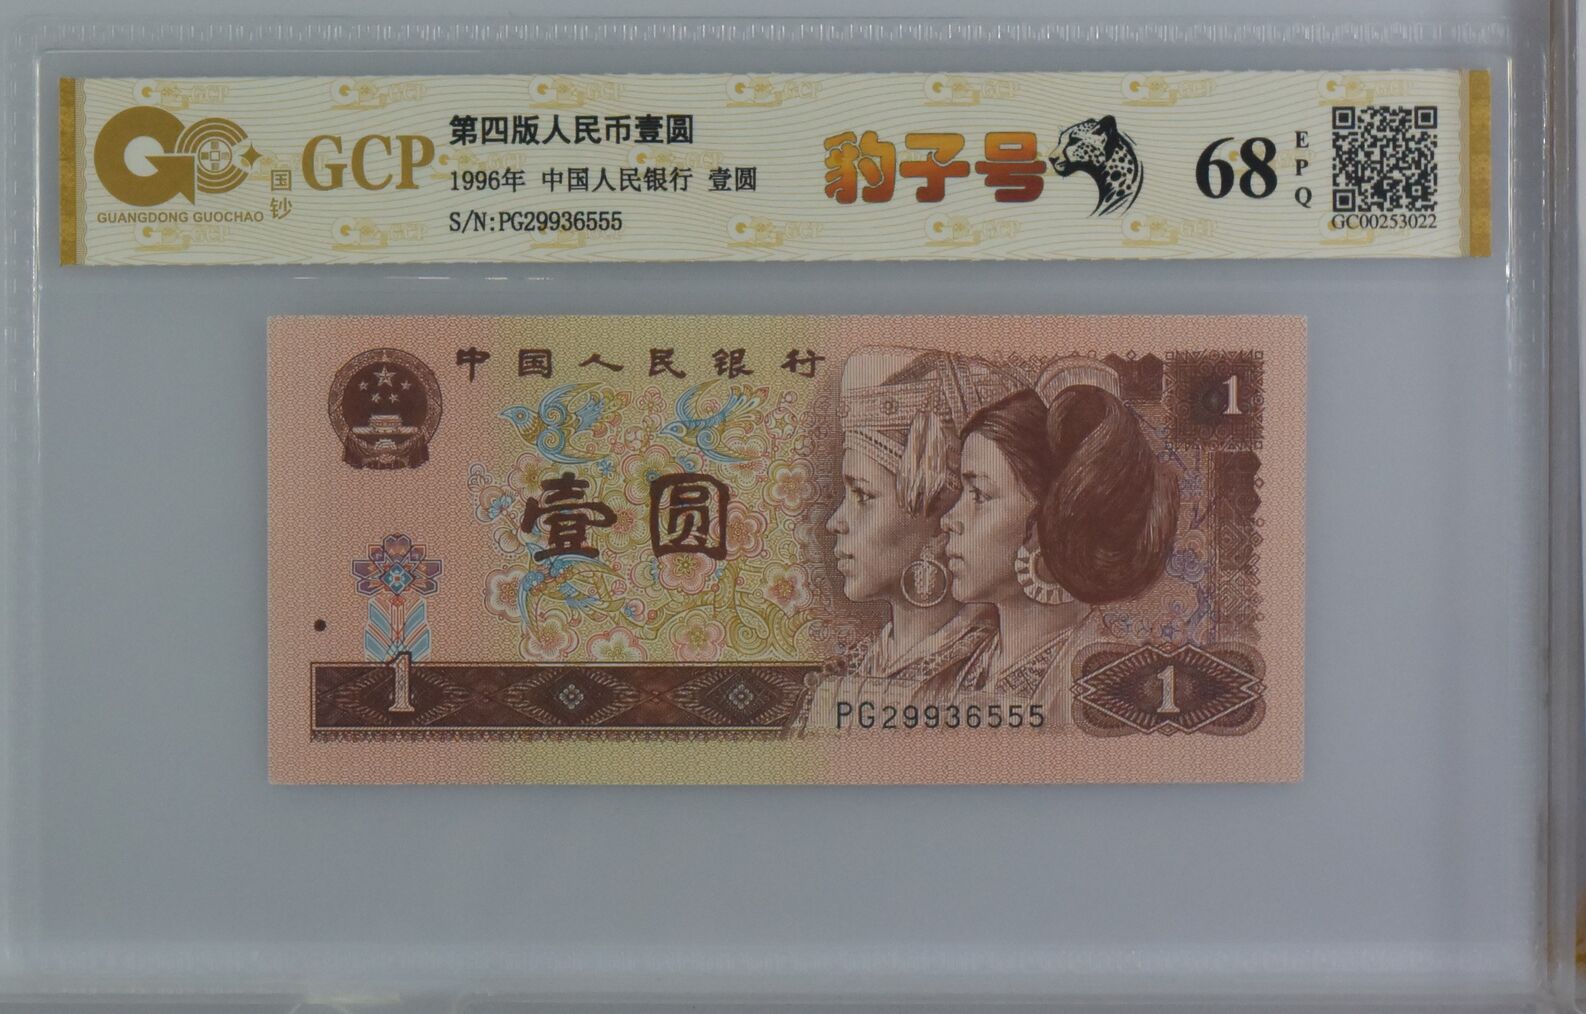 GUANGDONG GUOCHAO
国钞
GCP
第四版人民币壹圆
1996年 中国人民银行 壹圆
S/N:PG29936555
豹子号
68
EPQ
GC00253022
中国人民银行
1
壹圆
1
PG29936555
1